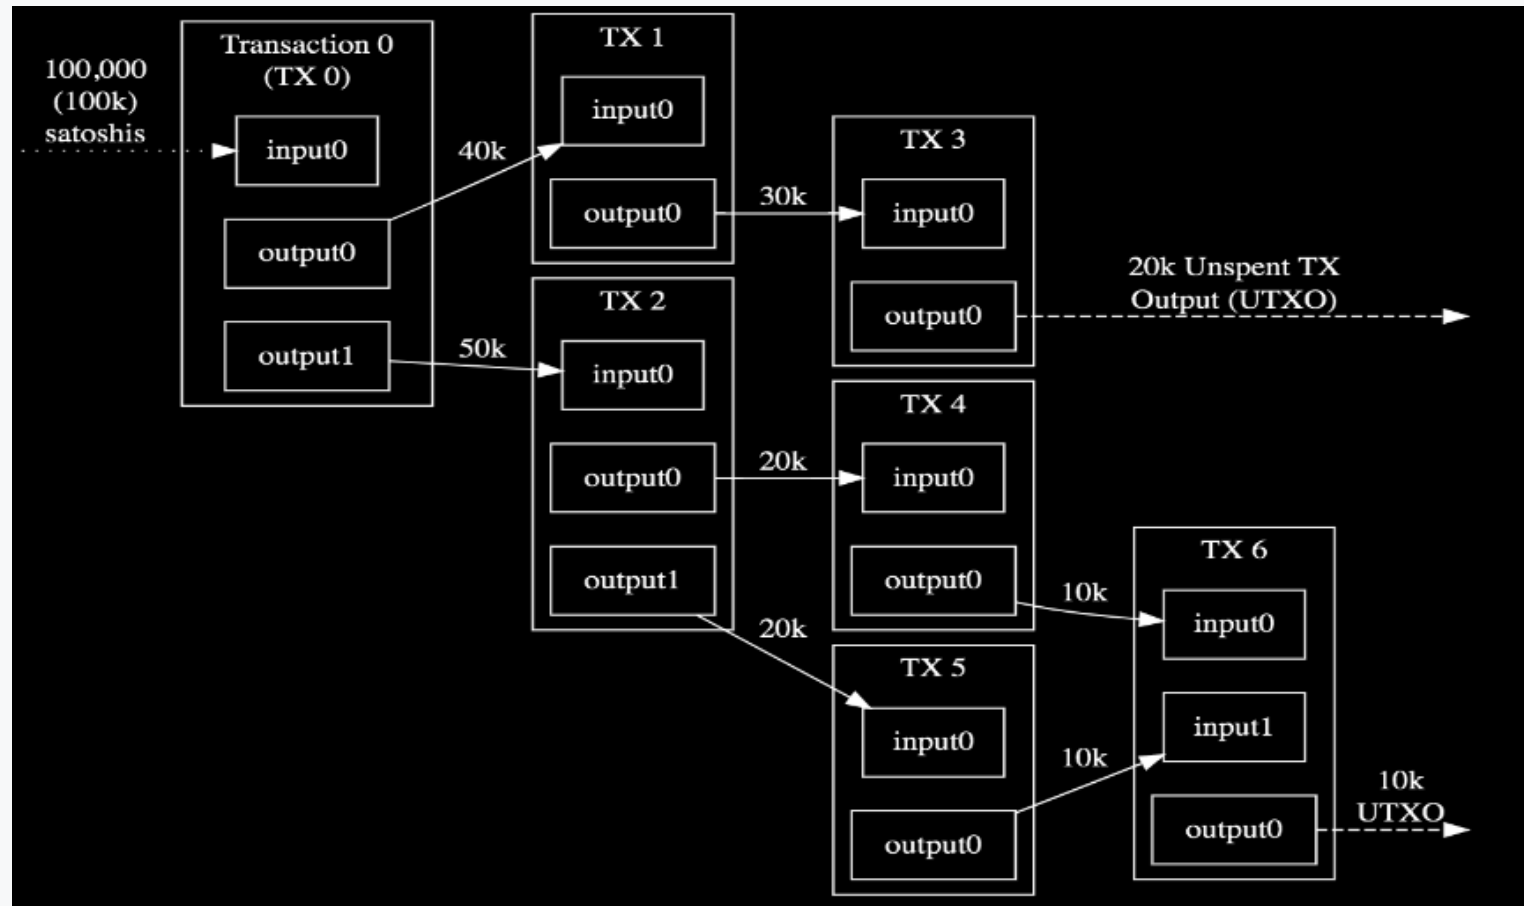 100,000
(100k)
satoshis
Transaction 0
(TX 0)
input0
output0
output1
40k
50k
TX 1
input0
output0
30k
TX 2
input0
output0
output1
20k
20k
TX 3
input0
output0
20k Unspent TX
Output (UTXO)
TX 4
input0
output0
10k
TX 5
input0
output0
10k
TX 6
input0
input1
output0
10k
UTXO